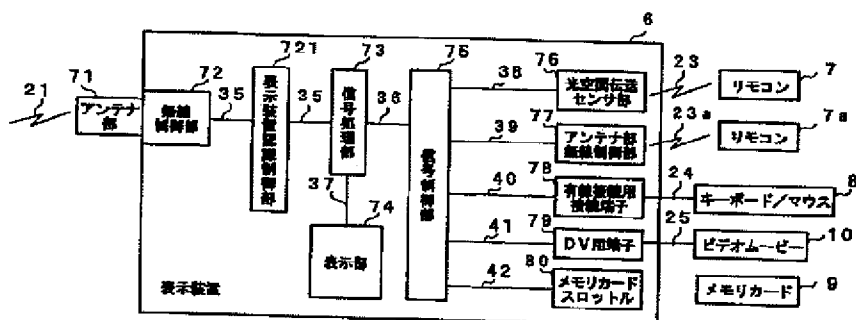 6
21
71
アンテナ部
72
無線
制御部
35
721
表示装置認識制御部
35
73
信号処理部
36
37
74
表示部
表示装置
75
信号制御部
38
76
光空間伝送
センサ部
23
リモコン
7
39
77
アンテナ部
無線制御部
23a
リモコン
7a
40
78
有線接続用
接続端子
24
キーボード/マウス
8
41
79
DV用端子
25
ビデオムービー
10
42
80
メモリカード
スロットル
メモリカード
9